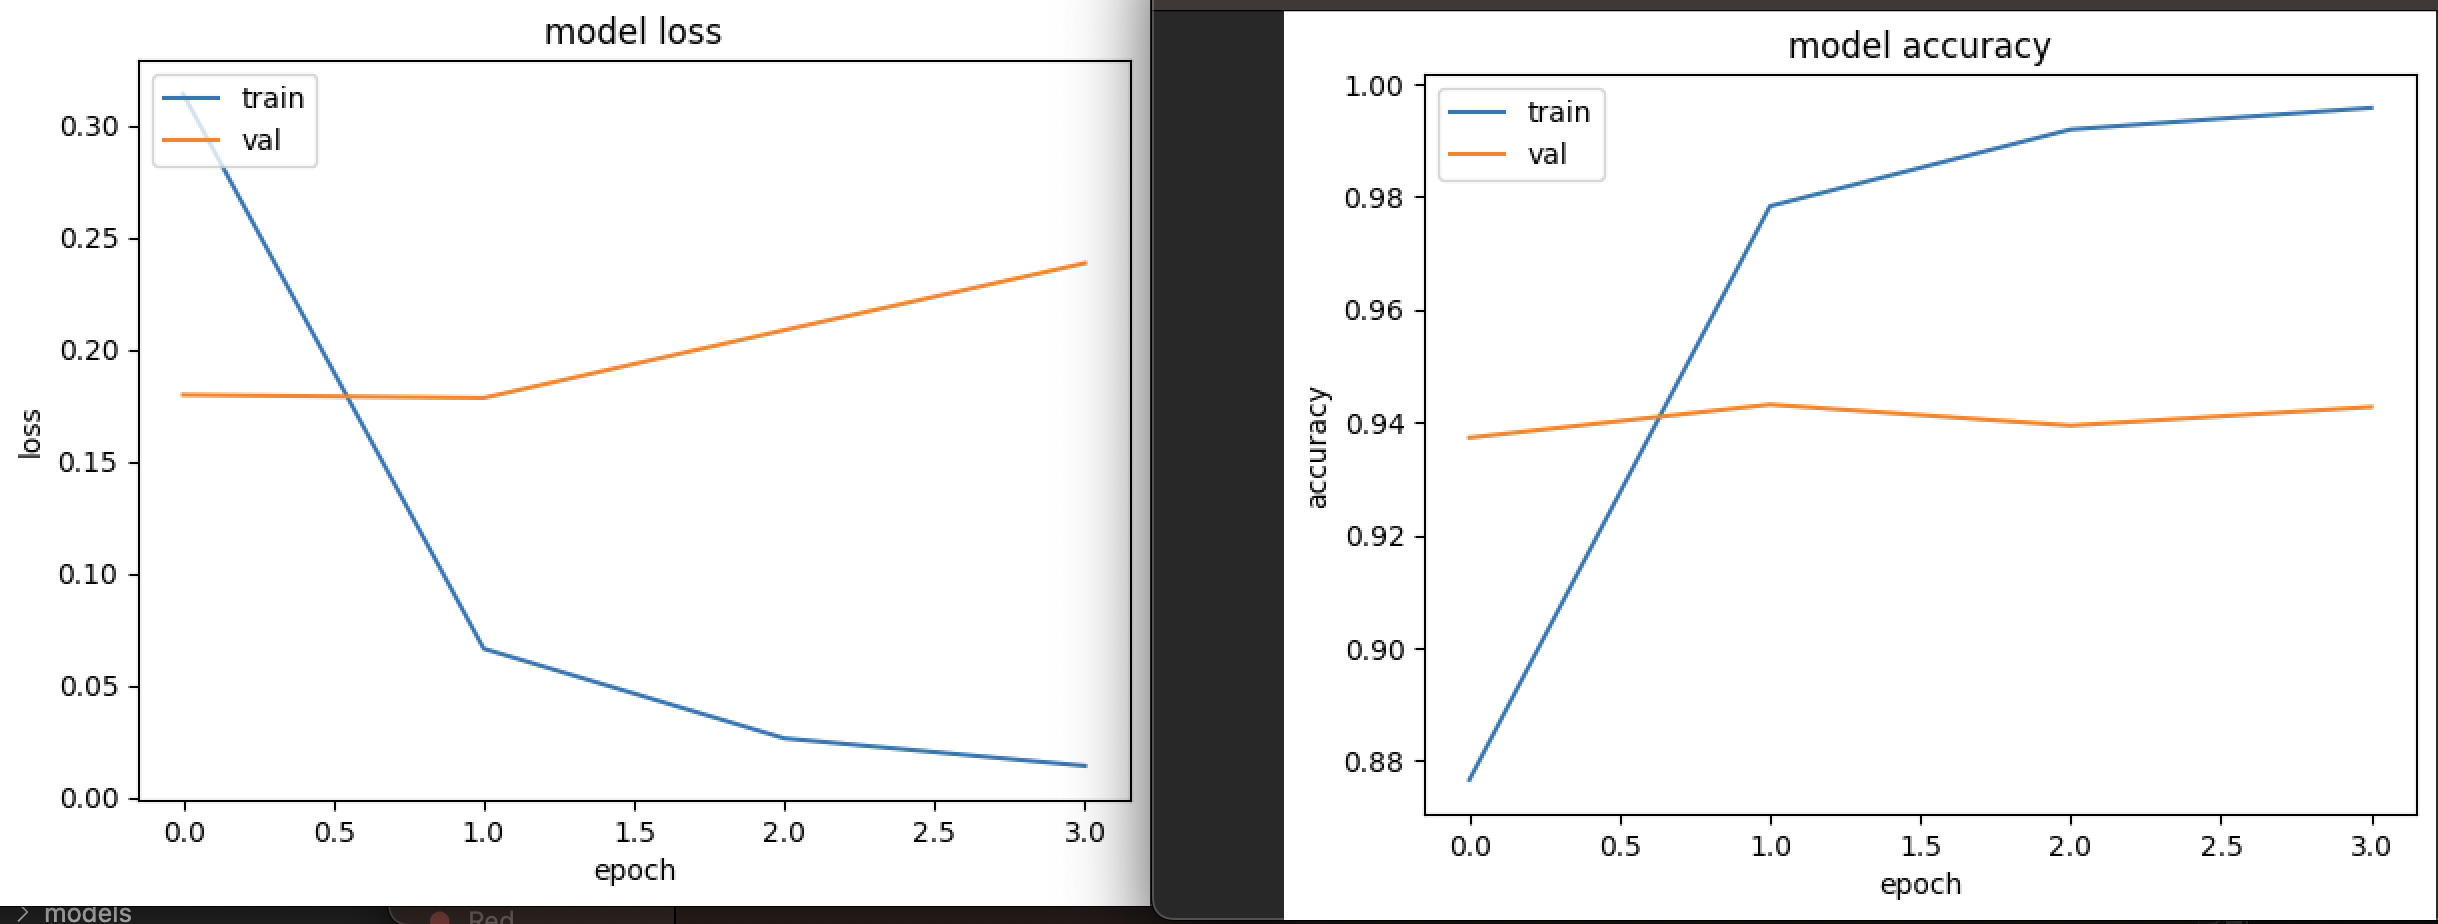 model loss
train
val
0.30
0.25
0.20
0.15
0.10
0.05
0.00
loss
0.0 0.5 1.0 1.5 2.0 2.5 3.0
epoch
model accuracy
train
val
1.00
0.98
0.96
0.94
0.92
0.90
0.88
accuracy
0.0 0.5 1.0 1.5 2.0 2.5 3.0
epoch
models
Red